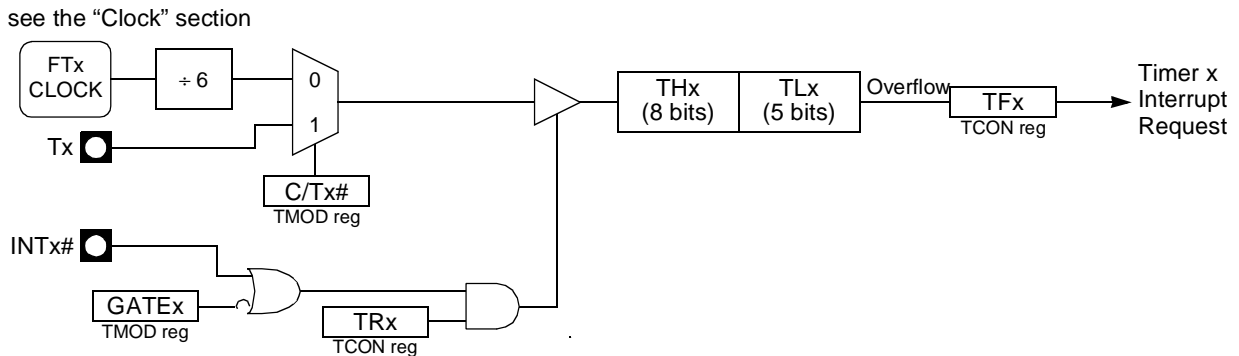 see the “Clock” section
FTx
CLOCK
÷ 6
0
1
Tx
C/Tx#
TMOD reg
THx
(8 bits)
TLx
(5 bits)
Overflow
TFx
TCON reg
Timer x
Interrupt
Request
INTx#
GATEx
TMOD reg
TRx
TCON reg